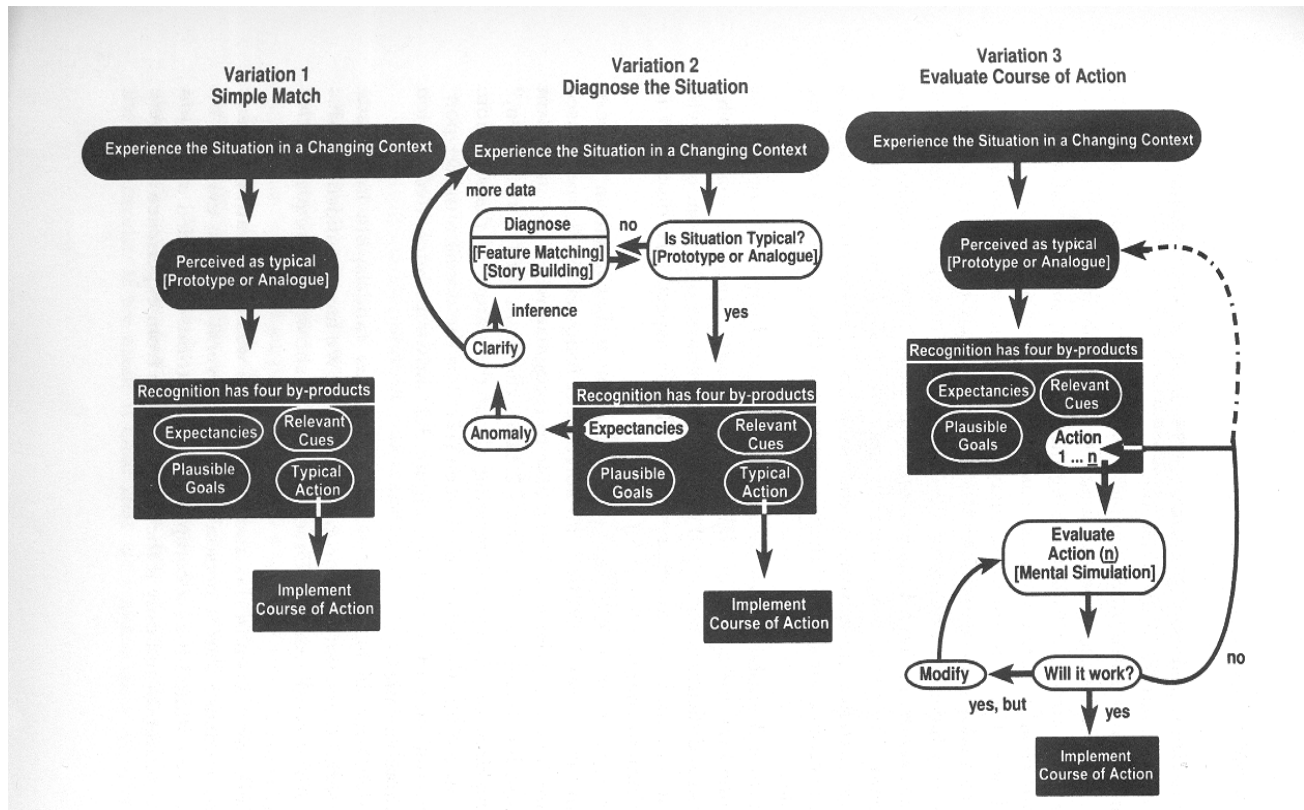 Variation 1
Simple Match
Experience the Situation in a Changing Context
Perceived as typical
[Prototype or Analogue]
Recognition has four by-products
Expectancies
Relevant
Cues
Plausible
Goals
Typical
Action
Implement
Course of Action
Variation 2
Diagnose the Situation
Experience the Situation in a Changing Context
more data
Diagnose
[Feature Matching]
[Story Building]
no
Is Situation Typical?
[Prototype or Analogue]
inference
yes
Clarify
Anomaly
Recognition has four by-products
Expectancies
Relevant
Cues
Plausible
Goals
Typical
Action
Implement
Course of Action
Variation 3
Evaluate Course of Action
Experience the Situation in a Changing Context
Perceived as typical
[Prototype or Analogue]
Recognition has four by-products
Expectancies
Relevant
Cues
Plausible
Goals
Action
1 ... n
Evaluate
Action (n)
[Mental Simulation]
Modify
Will it work?
no
yes, but
yes
Implement
Course of Action